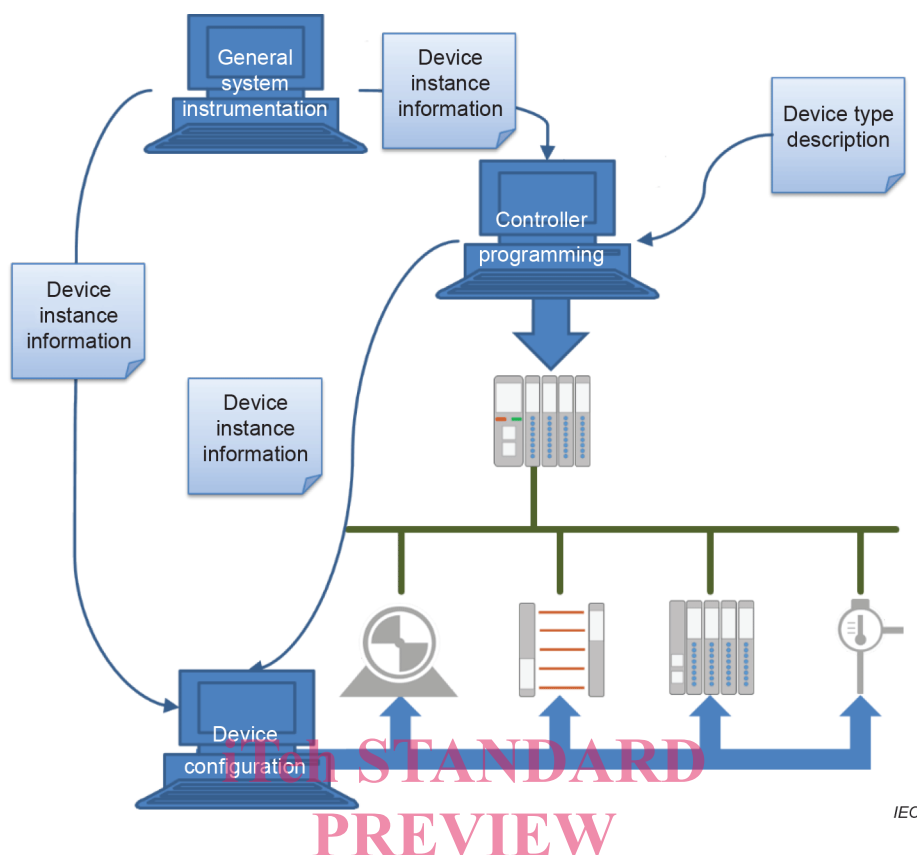 General
system
instrumentation
Device
instance
information
Device type
description
Controller
programming
Device
instance
information
Device
instance
information
Device
configuration
iTeh STANDARD
PREVIEW
IEC